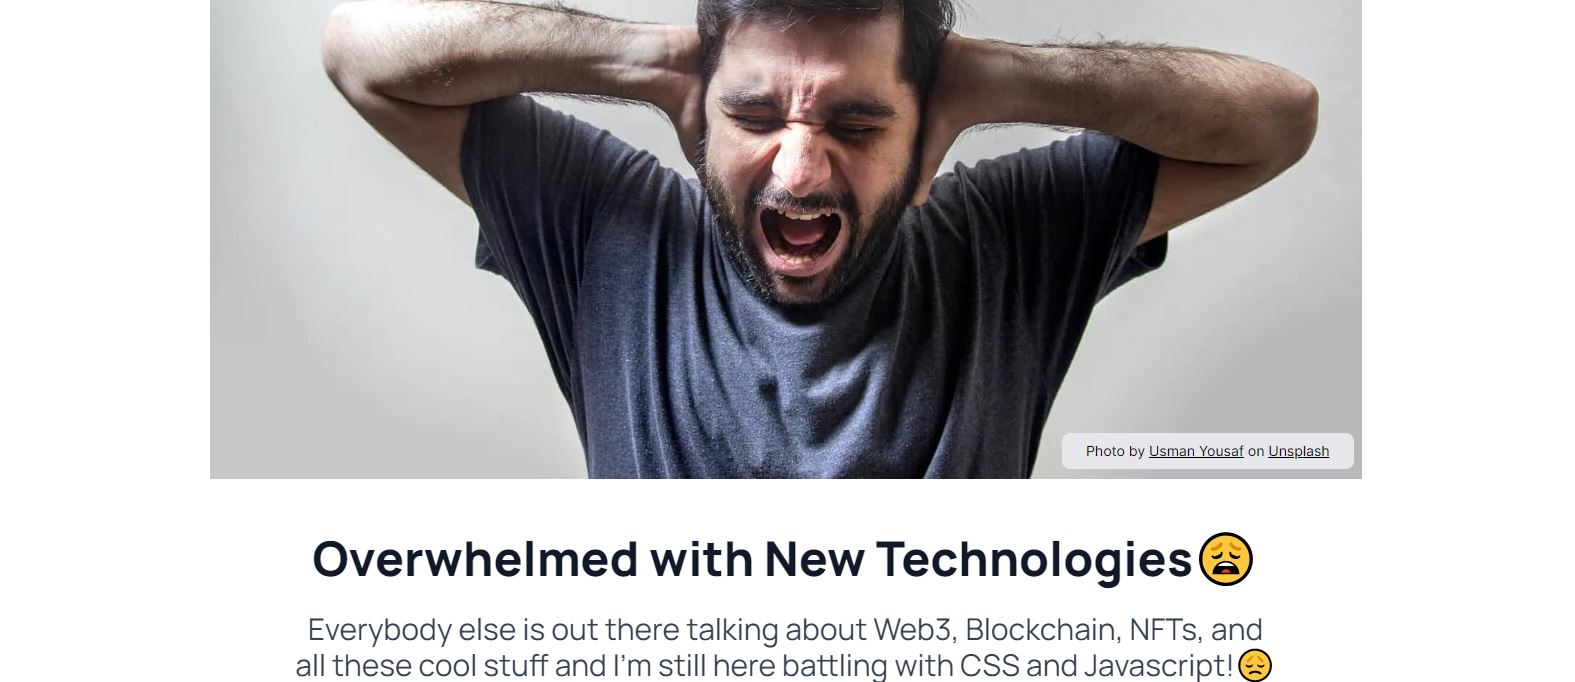 Photo by Usman Yousaf on Unsplash
Overwhelmed with New Technologies😩
Everybody else is out there talking about Web3, Blockchain, NFTs, and
all these cool stuff and I'm still here battling with CSS and Javascript!😔